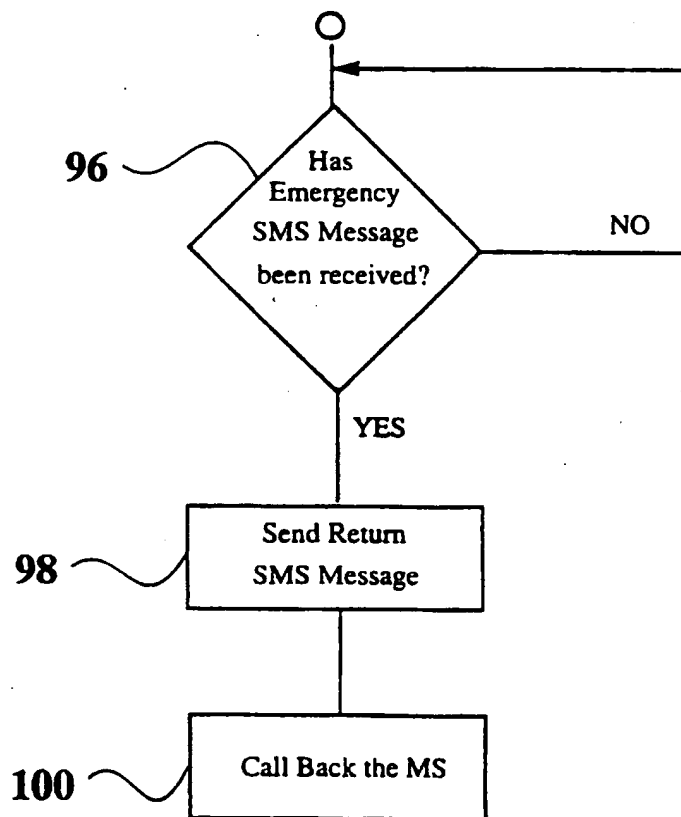 96
Has
Emergency
SMS Message
been received?
NO
YES
98
Send Return
SMS Message
100
Call Back the MS